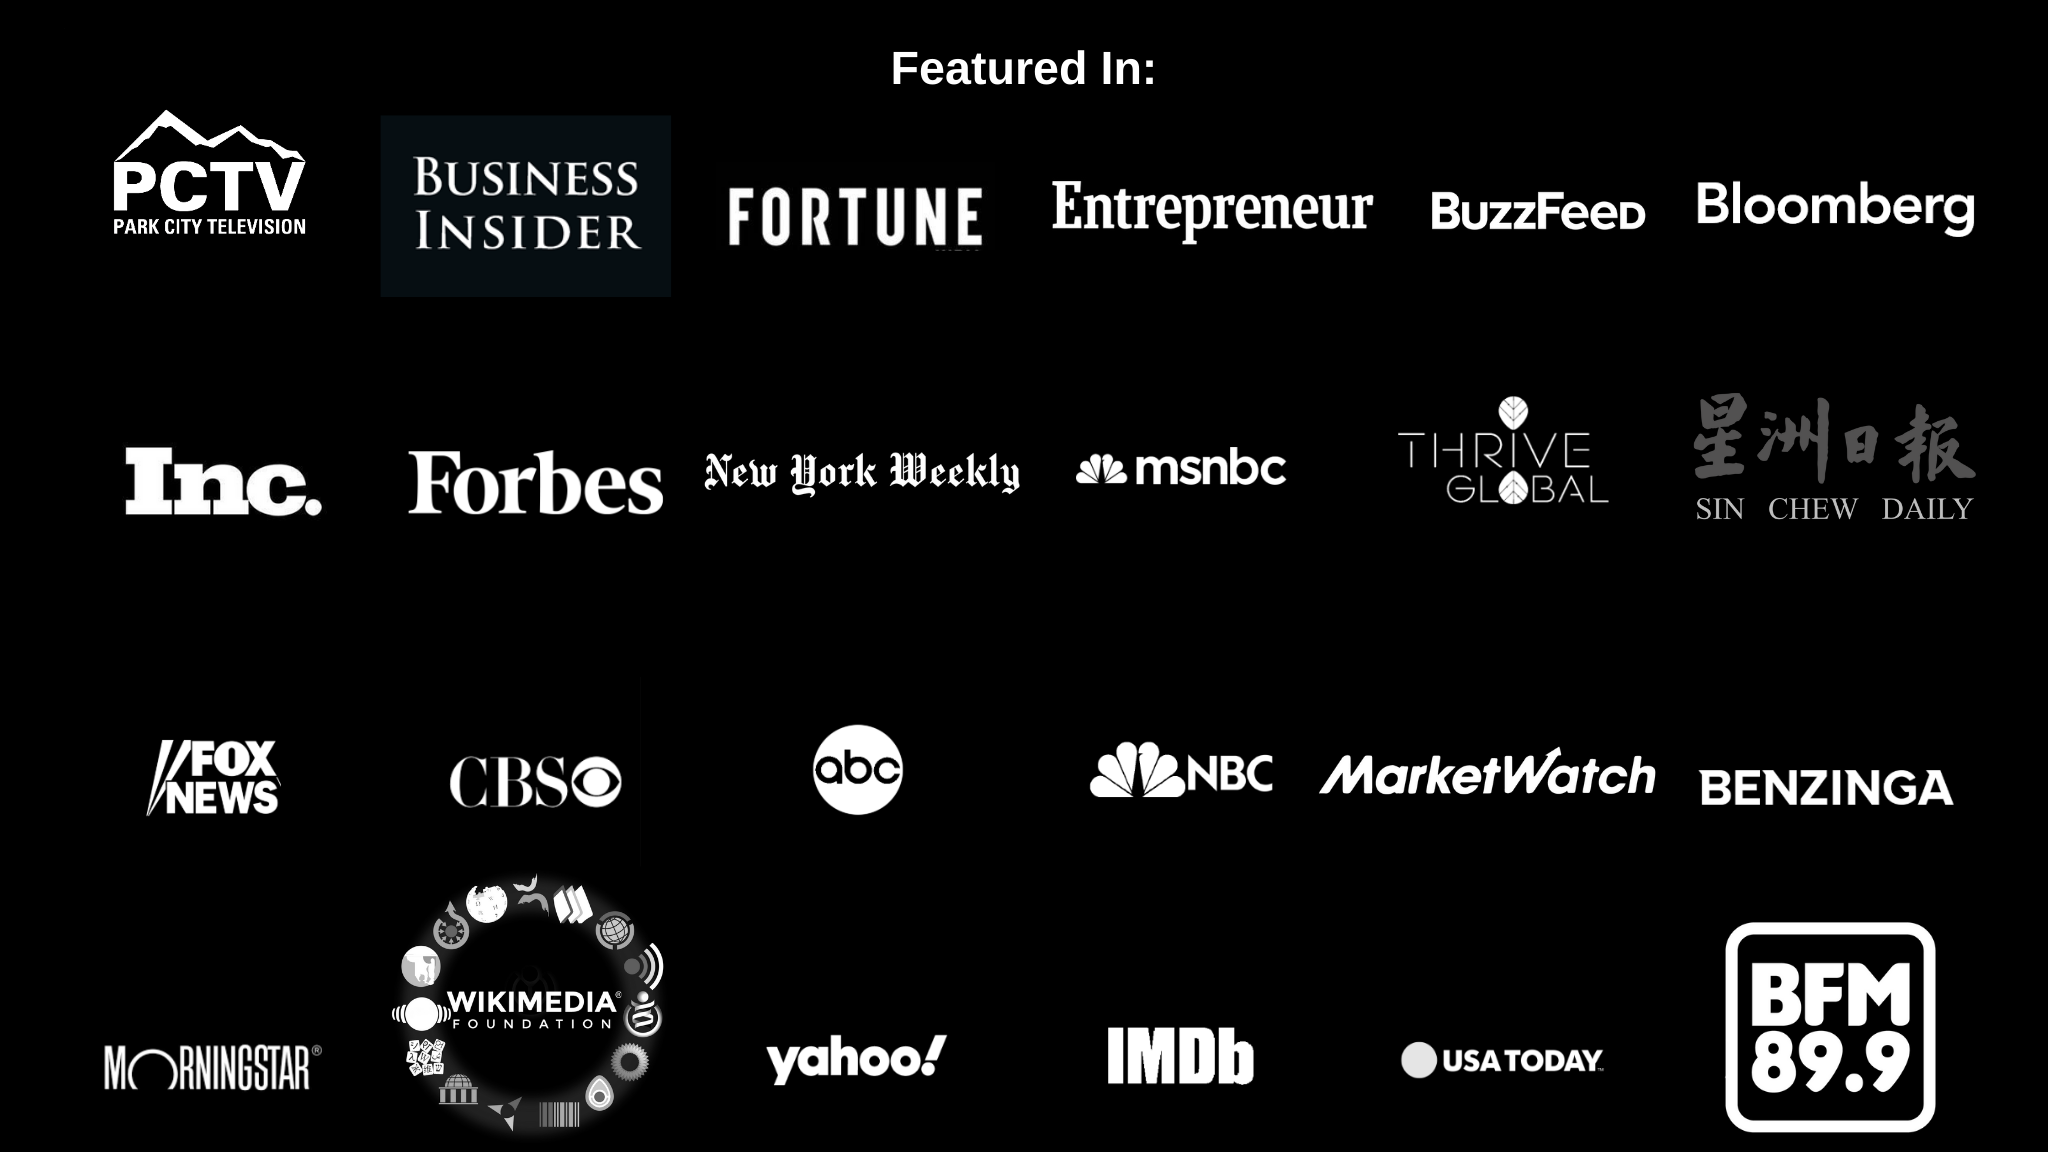 Featured In:
PCTV
PARK CITY TELEVISION
BUSINESS
INSIDER
FORTUNE
Entrepreneur
BUZZFEED
Bloomberg
Inc.
Forbes
New York Weekly
msnbc
THRIVE
GLOBAL
星洲日報
SIN CHEW DAILY
FOX
NEWS
CBS
abc
NBC
MarketWatch
BENZINGA
MORNINGSTAR®
WIKIMEDIA®
FOUNDATION
yahoo!
IMDb
USA TODAY™
BFM
89.9